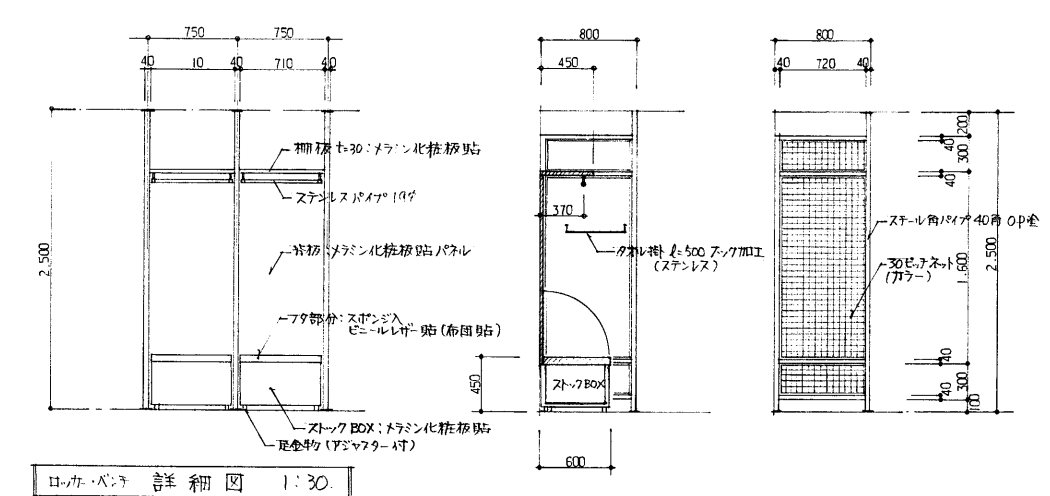 750
750
40
10
40
710
40
2.500
棚板 t=30:メラミン化粧板貼
ステンレスパイプ 19φ
背板:メラミン化粧板貼パネル
フタ部分:スポンジ入
ビニールレザー貼(布団貼)
ストックBOX:メラミン化粧板貼
足金物(アジャスター付)
800
450
370
タオル掛 ℓ=500 フック加工
(ステンレス)
ストックBOX
450
600
800
40
720
40
200
40
300
40
スチール角パイプ 40角 O.P塗
30ピッチネット
(カラー)
1.600
2.500
40
40
300
100
ロッカー・ベンチ 詳細図 1:30.